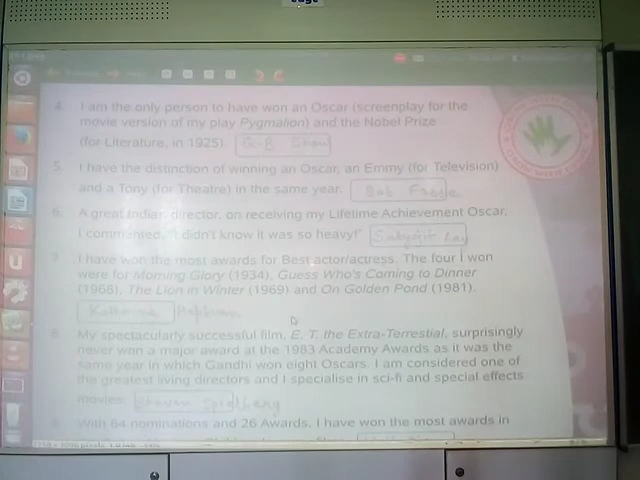 4. I am the only person to have won an Oscar (screenplay for the
movie version of my play Pygmalion) and the Nobel Prize
(for Literature, in 1925). G-B Shaw
5. I have the distinction of winning an Oscar, an Emmy (for Television)
and a Tony (for Theatre) in the same year. Bob Fosse
6. A great Indian director, on receiving my Lifetime Achievement Oscar,
I commented, "I didn't know it was so heavy!" Satyajit Ray
7. I have won the most awards for Best actor/actress. The four I won
were for Morning Glory (1934), Guess Who's Coming to Dinner
(1968), The Lion in Winter (1969) and On Golden Pond (1981).
Katharine Hepburn
8. My spectacularly successful film, E. T. the Extra-Terrestial, surprisingly
never won a major award at the 1983 Academy Awards as it was the
same year in which Gandhi won eight Oscars. I am considered one of
the greatest living directors and I specialise in sci-fi and special effects
movies. Steven Spielberg
With 64 nominations and 26 Awards, I have won the most awards in